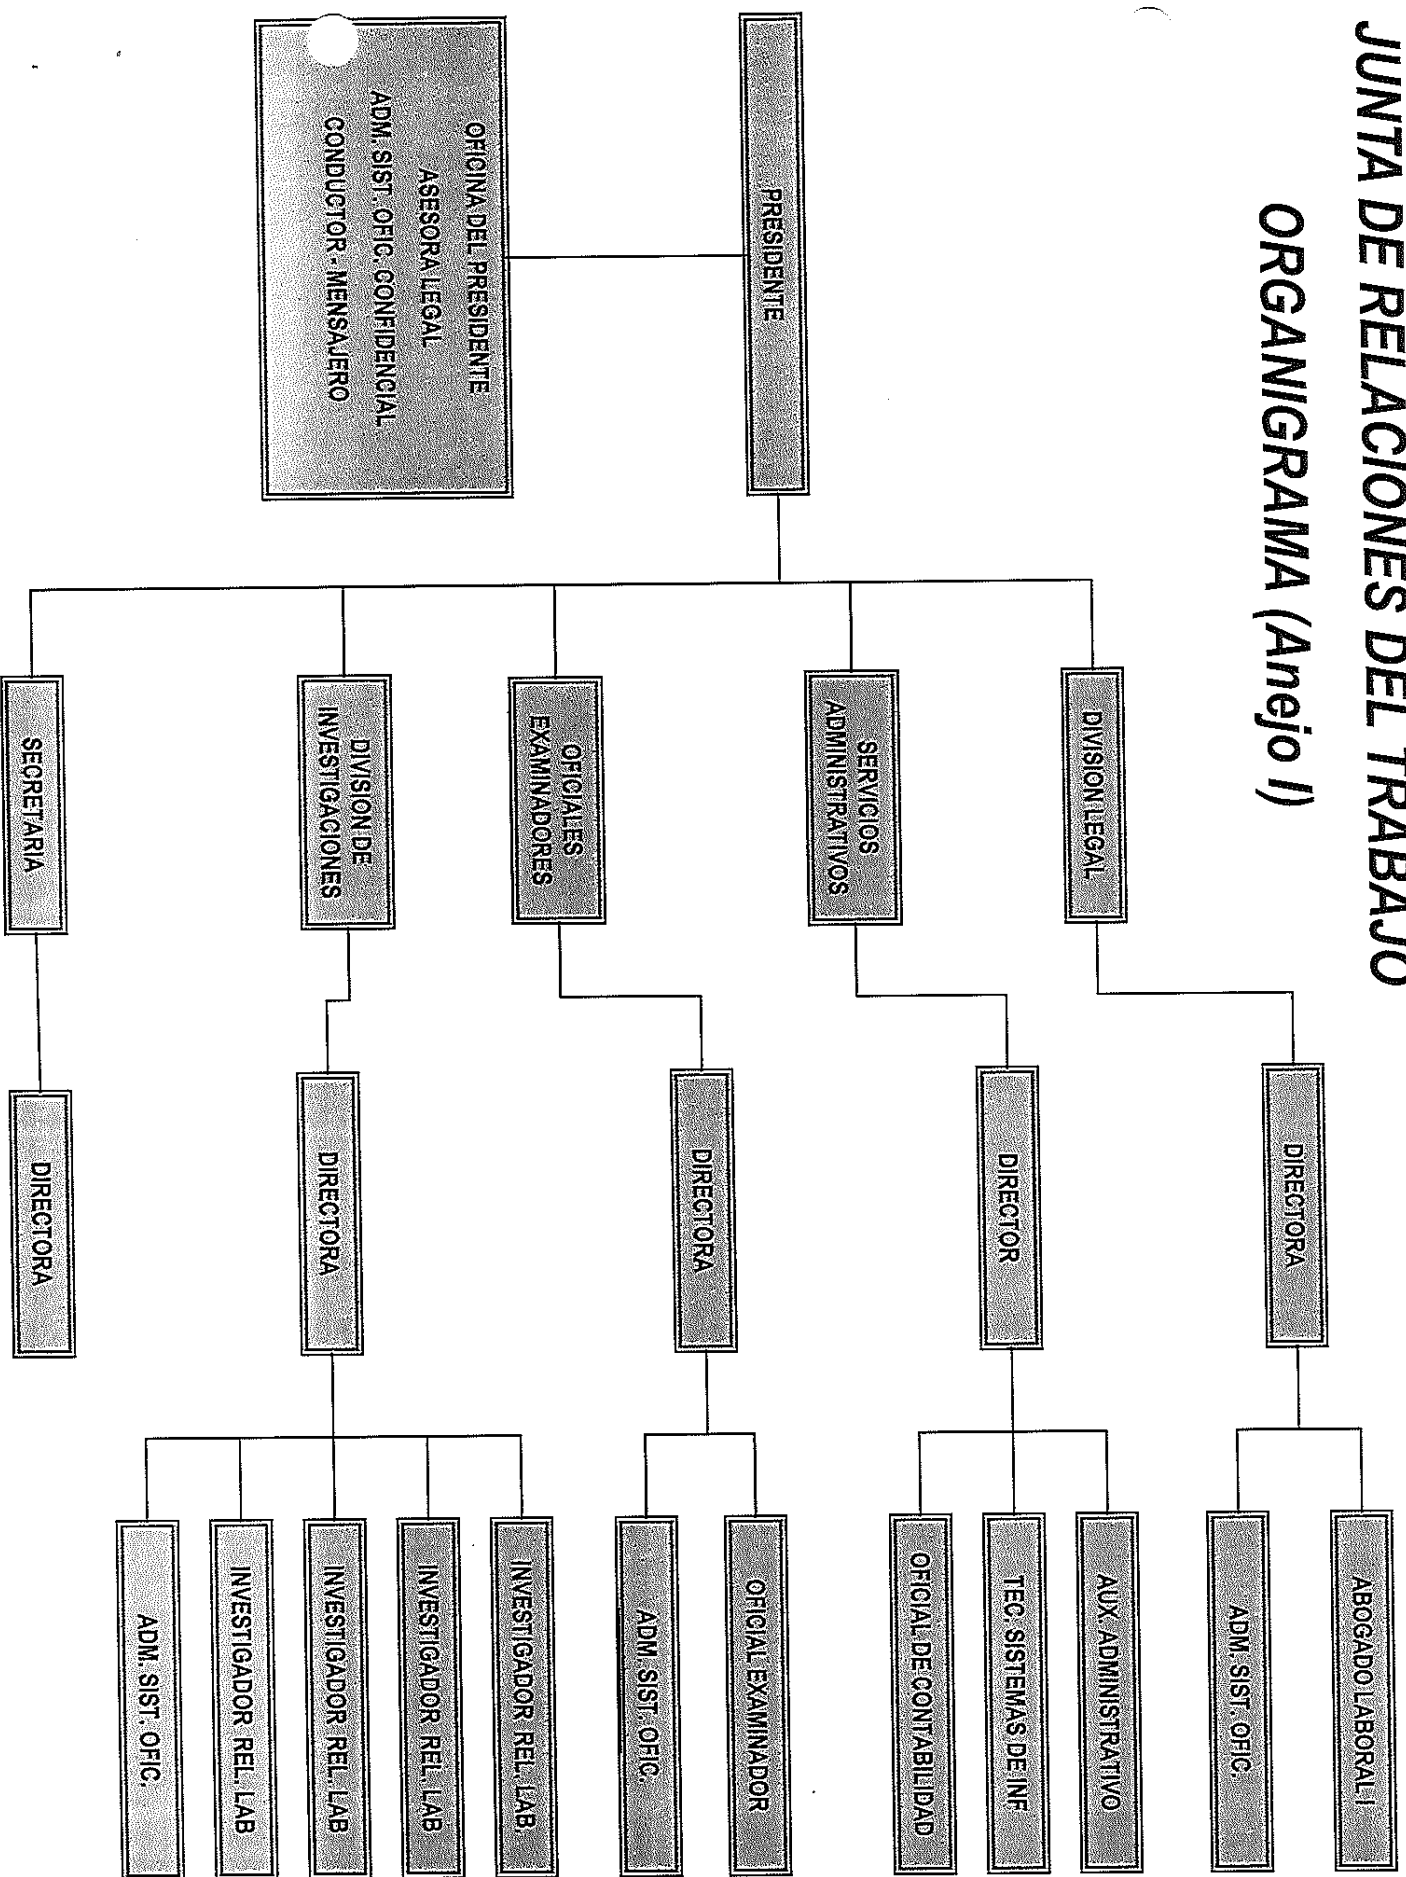 JUNTA DE RELACIONES DEL TRABAJO
ORGANIGRAMA (Anejo I)
PRESIDENTE
OFICINA DEL PRESIDENTE
ASESORA LEGAL
ADM. SIST. OFIC. CONFIDENCIAL
CONDUCTOR - MENSAJERO
DIVISION LEGAL
DIRECTORA
ABOGADO LABORAL I
ADM. SIST. OFIC.
SERVICIOS
ADMINISTRATIVOS
DIRECTOR
AUX. ADMINISTRATIVO
TEC. SISTEMAS DE INF
OFICIAL DE CONTABILIDAD
OFICIALES
EXAMINADORES
DIRECTORA
OFICIAL EXAMINADOR
ADM. SIST. OFIC.
DIVISION DE
INVESTIGACIONES
DIRECTORA
INVESTIGADOR REL. LAB.
INVESTIGADOR REL. LAB
INVESTIGADOR REL. LAB
INVESTIGADOR REL. LAB
ADM. SIST. OFIC.
SECRETARIA
DIRECTORA